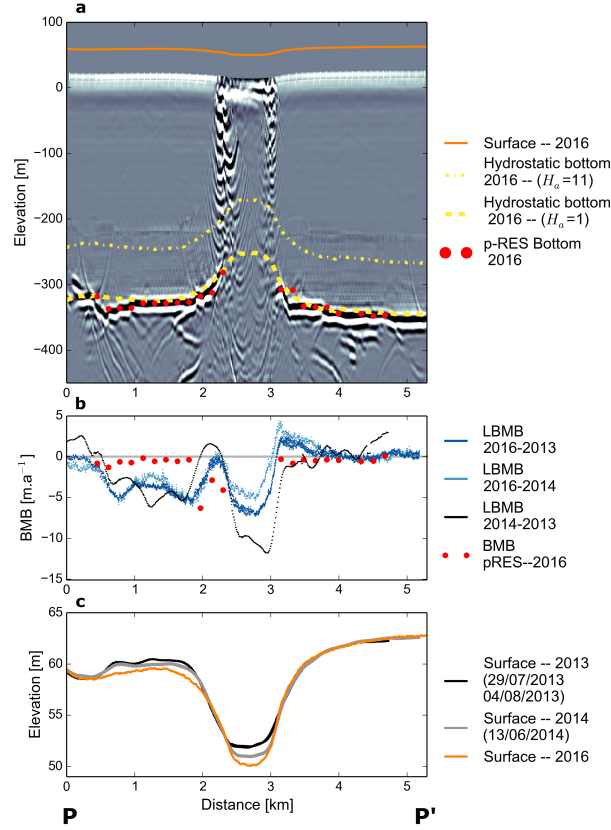 a
100
0
−100
−200
−300
−400
Elevation [m]
0 1 2 3 4 5
Surface -- 2016
Hydrostatic bottom
2016 -- (Ha=11)
Hydrostatic bottom
2016 -- (Ha=1)
p-RES Bottom
2016
b
5
0
−5
−10
−15
BMB [m.a−1]
0 1 2 3 4 5
LBMB
2016-2013
LBMB
2016-2014
LBMB
2014-2013
BMB
pRES--2016
c
65
60
55
50
Elevation [m]
0 1 2 3 4 5
Distance [km]
P P'
Surface -- 2013
(29/07/2013
04/08/2013)
Surface -- 2014
(13/06/2014)
Surface -- 2016